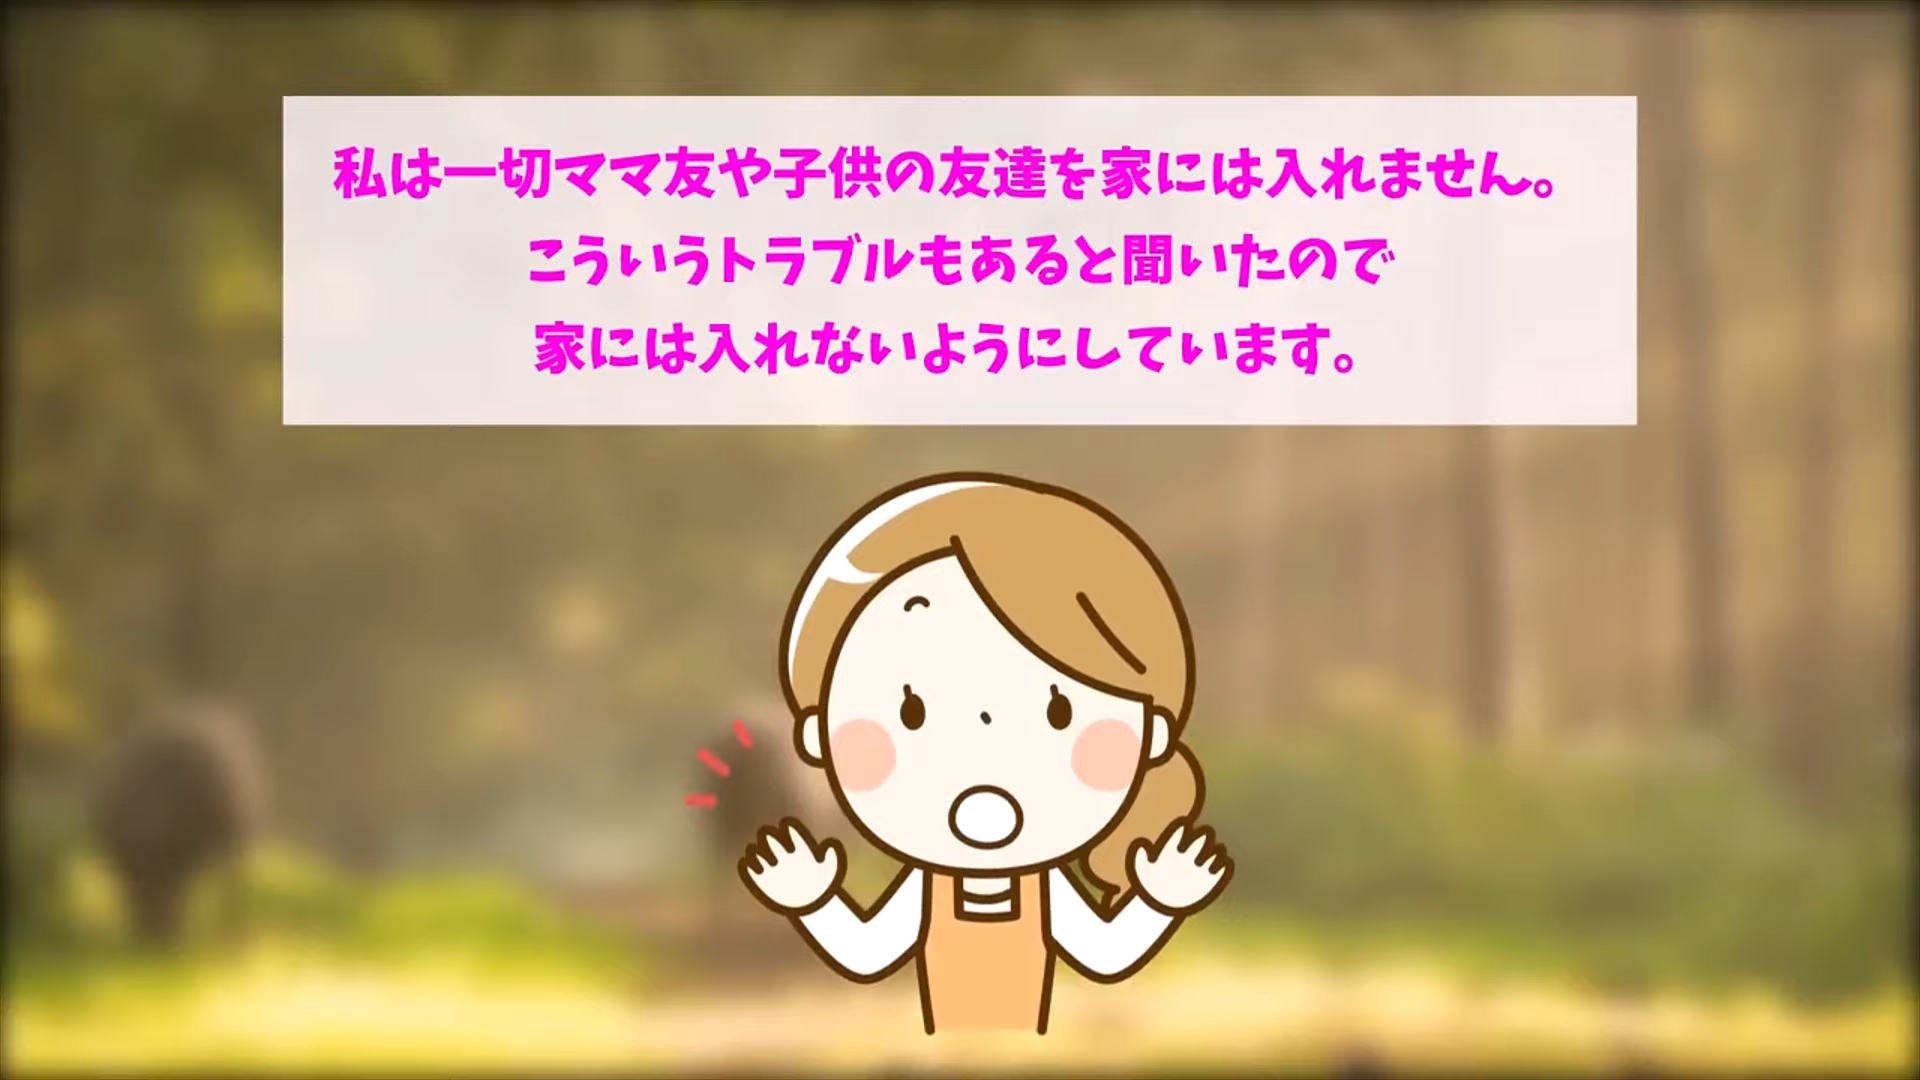 私は一切ママ友や子供の友達を家には入れません。
こういうトラブルもあると聞いたので
家には入れないようにしています。